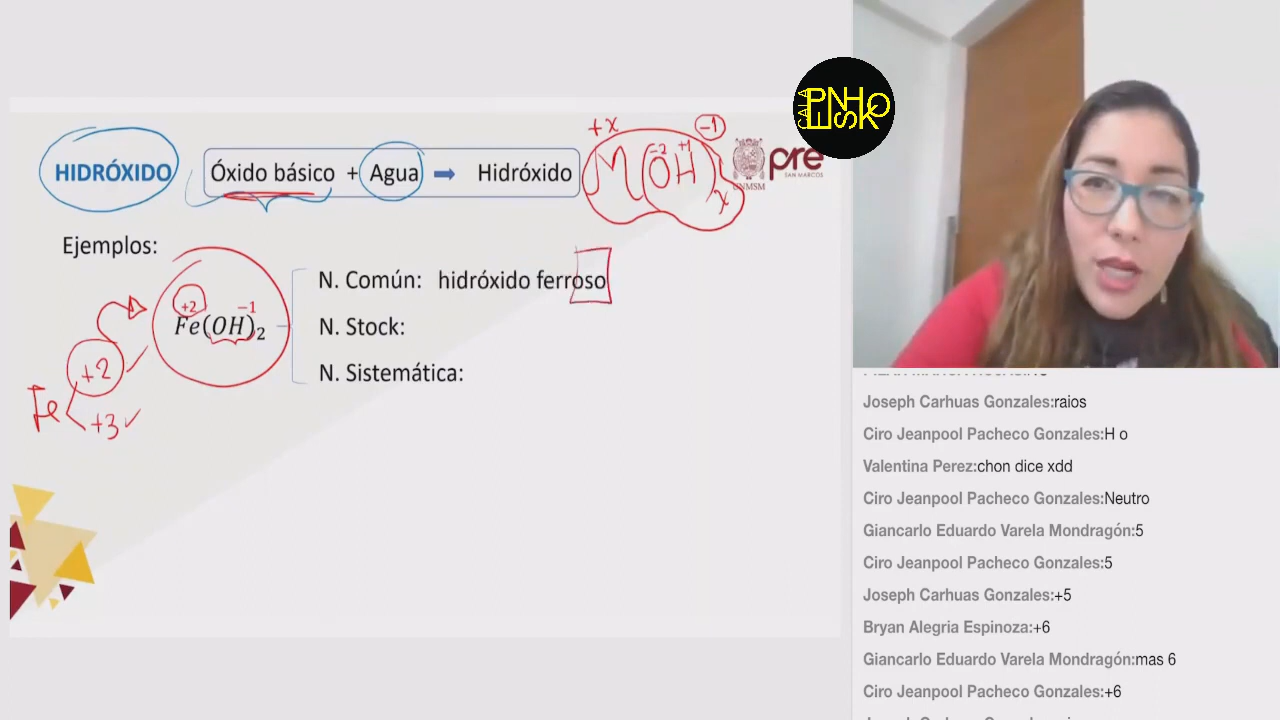 HIDRÓXIDO
Óxido básico + Agua → Hidróxido
+x
-1
-2 +1
M(OH)x
pre
SAN MARCOS
UNMSM
CALA
PENHO
SK
Ejemplos:
N. Común: hidróxido ferroso
+2 -1
Fe(OH)2
N. Stock:
N. Sistemática:
Fe
+2
+3
Joseph Carhuas Gonzales:raios
Ciro Jeanpool Pacheco Gonzales:H o
Valentina Perez:chon dice xdd
Ciro Jeanpool Pacheco Gonzales:Neutro
Giancarlo Eduardo Varela Mondragón:5
Ciro Jeanpool Pacheco Gonzales:5
Joseph Carhuas Gonzales:+5
Bryan Alegria Espinoza:+6
Giancarlo Eduardo Varela Mondragón:mas 6
Ciro Jeanpool Pacheco Gonzales:+6